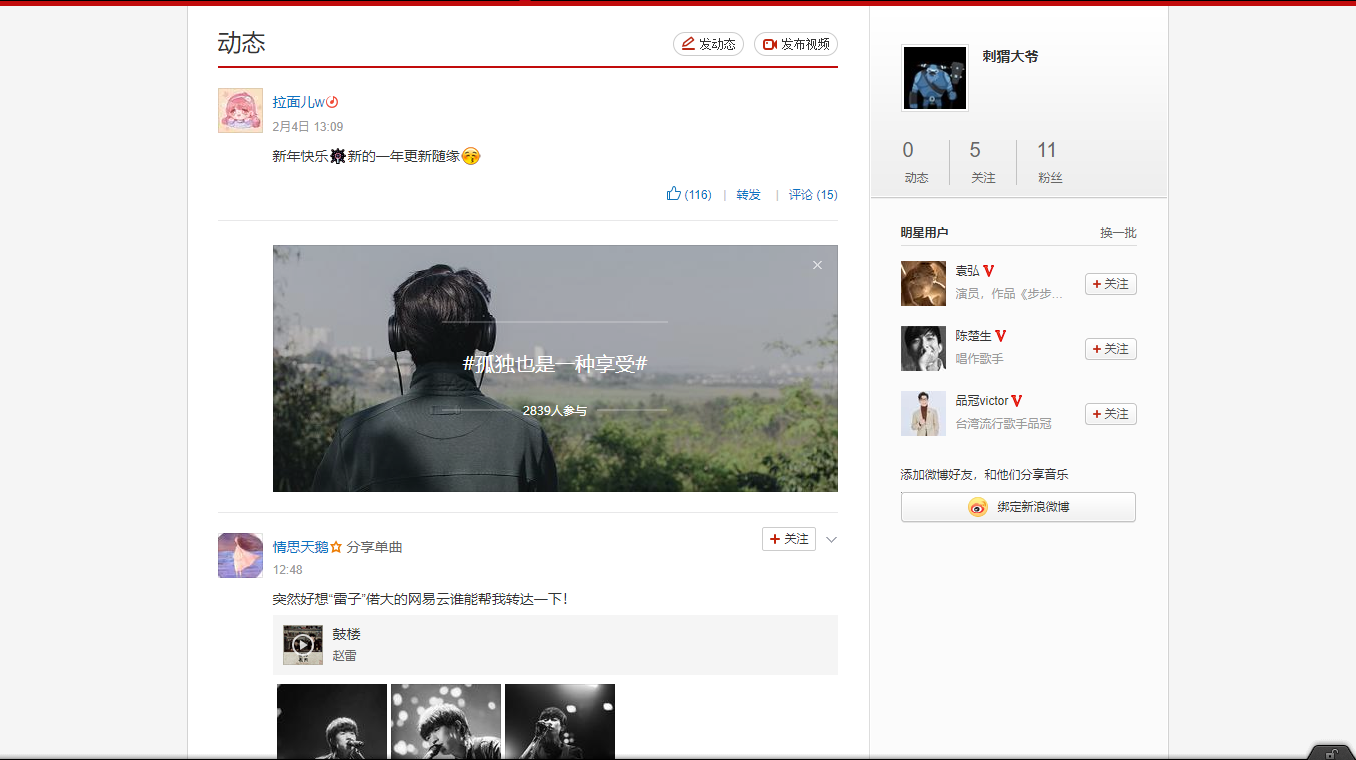 动态
发动态
发布视频
拉面儿w
2月4日 13:09
新年快乐 新的一年更新随缘
(116) | 转发 | 评论 (15)
#孤独也是一种享受#
2839人参与
情思天鹅 分享单曲
关注
12:48
突然好想“雷子”偌大的网易云谁能帮我转达一下！
鼓楼
赵雷
刺猬大爷
0 5 11
动态 关注 粉丝
明星用户 换一批
袁弘
演员，作品《步步...
+ 关注
陈楚生
唱作歌手
+ 关注
品冠victor
台湾流行歌手品冠
+ 关注
添加微博好友，和他们分享音乐
绑定新浪微博